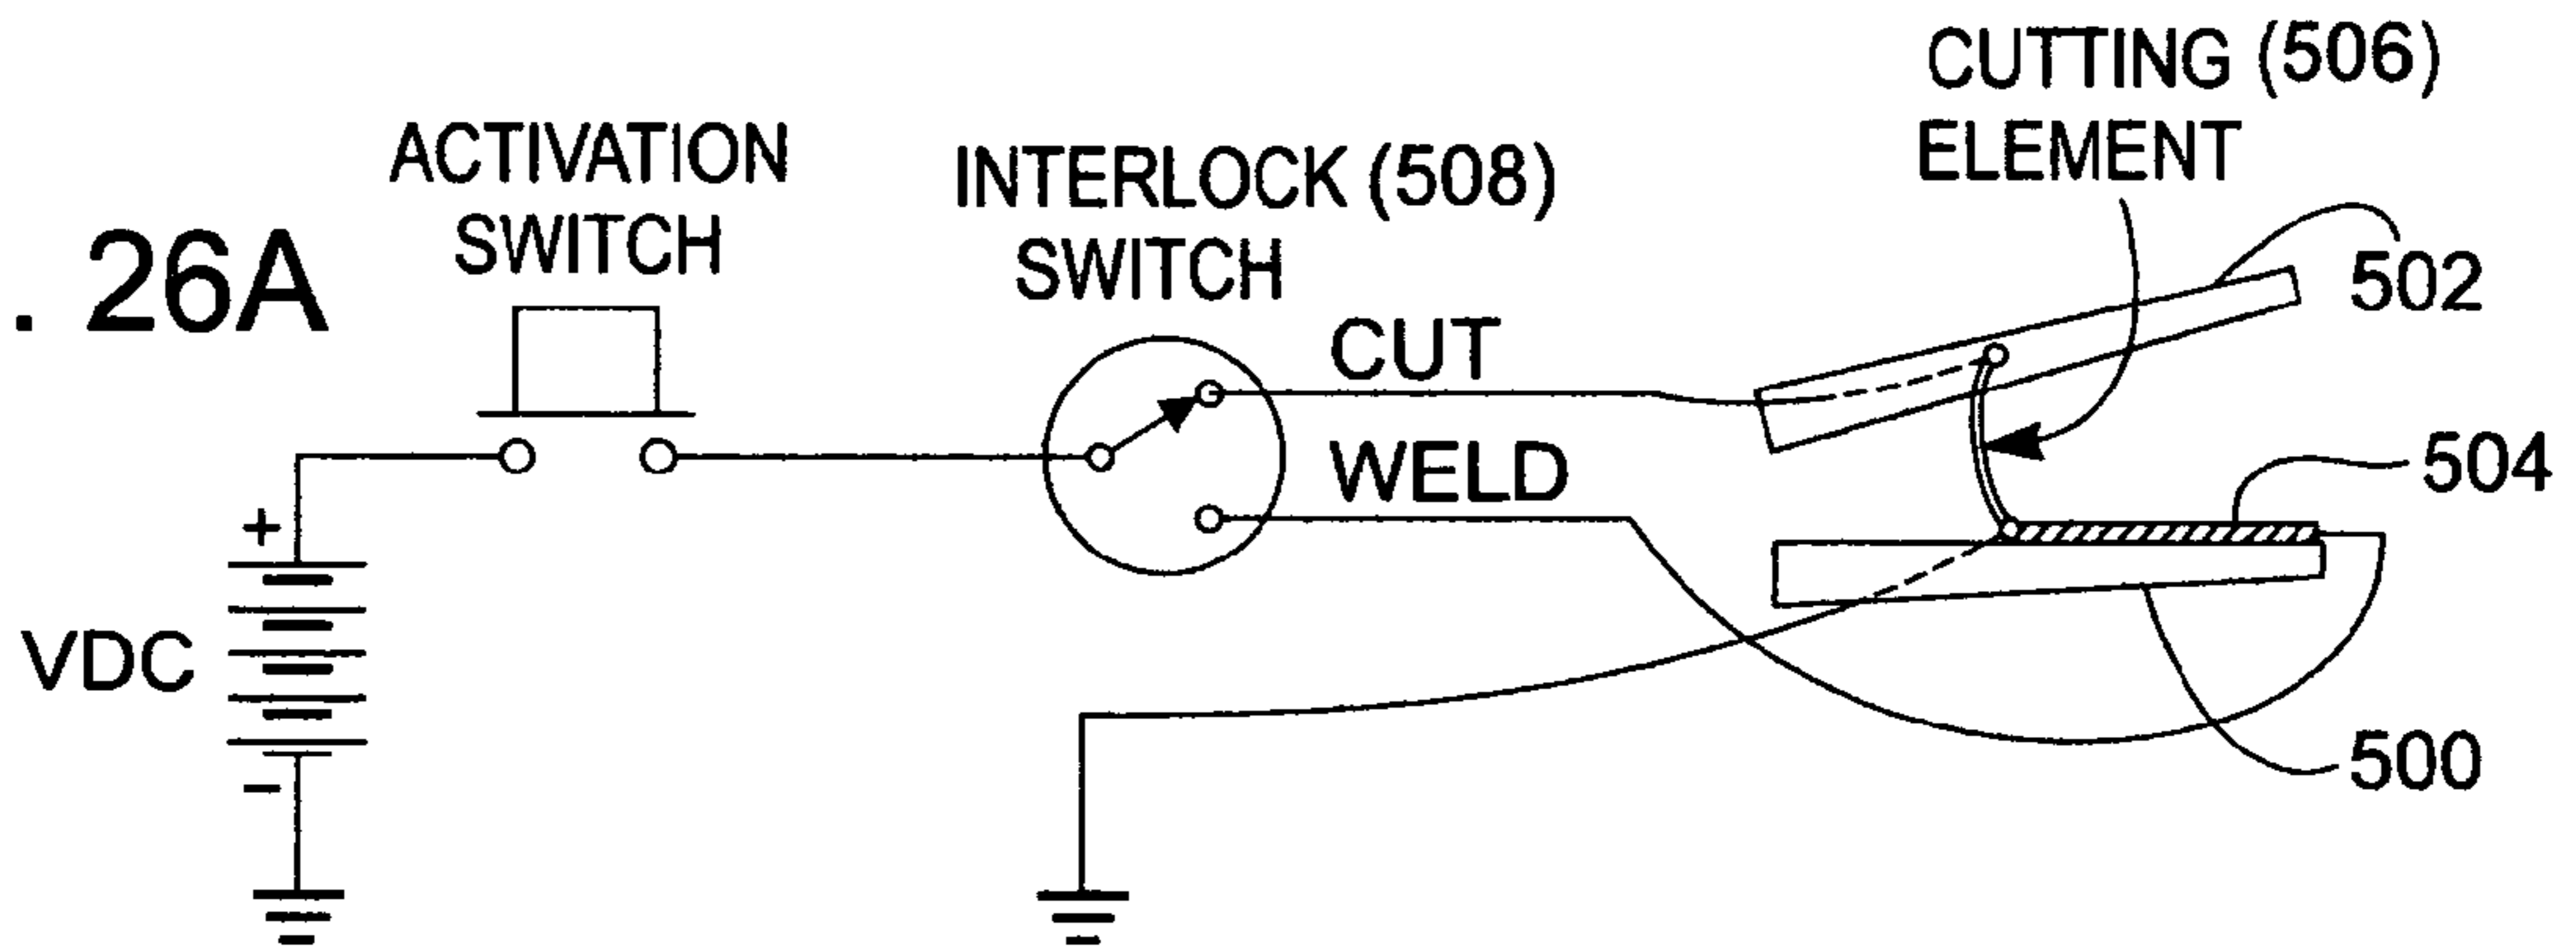 . 26A
ACTIVATION
SWITCH
INTERLOCK (508)
SWITCH
CUTTING (506)
ELEMENT
CUT
WELD
502
504
500
+
VDC
−